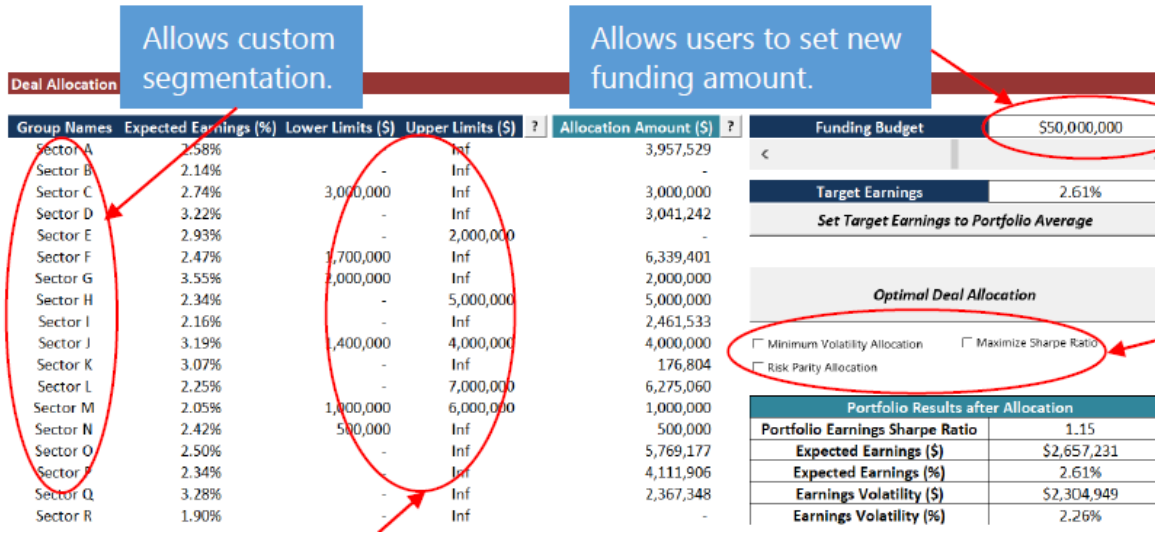 Allows custom
segmentation.
Allows users to set new
funding amount.
Deal Allocation
Group Names Expected Earnings (%) Lower Limits ($) Upper Limits ($) ? Allocation Amount ($) ?
Sector A 2.58% - Inf 3,957,529
Sector B 2.14% - Inf -
Sector C 2.74% 3,000,000 Inf 3,000,000
Sector D 3.22% - Inf 3,041,242
Sector E 2.93% - 2,000,000 -
Sector F 2.47% 1,700,000 Inf 6,339,401
Sector G 3.55% 2,000,000 Inf 2,000,000
Sector H 2.34% - 5,000,000 5,000,000
Sector I 2.16% - Inf 2,461,533
Sector J 3.19% 1,400,000 4,000,000 4,000,000
Sector K 3.07% - Inf 176,804
Sector L 2.25% - 7,000,000 6,275,060
Sector M 2.05% 1,000,000 6,000,000 1,000,000
Sector N 2.42% 500,000 Inf 500,000
Sector O 2.50% - Inf 5,769,177
Sector P 2.34% - Inf 4,111,906
Sector Q 3.28% - Inf 2,367,348
Sector R 1.90% - Inf -
Funding Budget $50,000,000
<
Target Earnings 2.61%
Set Target Earnings to Portfolio Average
Optimal Deal Allocation
Minimum Volatility Allocation Maximize Sharpe Ratio
Risk Parity Allocation
Portfolio Results after Allocation
Portfolio Earnings Sharpe Ratio 1.15
Expected Earnings ($) $2,657,231
Expected Earnings (%) 2.61%
Earnings Volatility ($) $2,304,949
Earnings Volatility (%) 2.26%